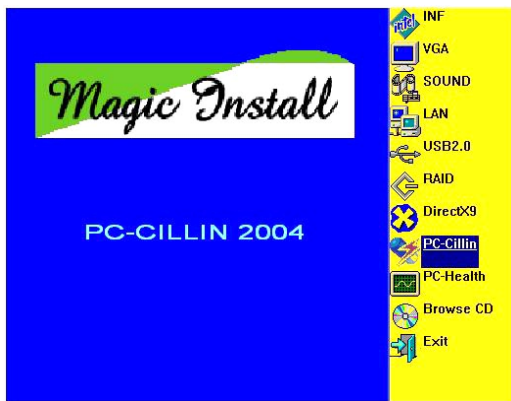 Magic Install
PC-CILLIN 2004
intel
INF
VGA
SOUND
LAN
USB2.0
RAID
DirectX9
PC-Cillin
PC-Health
Browse CD
Exit